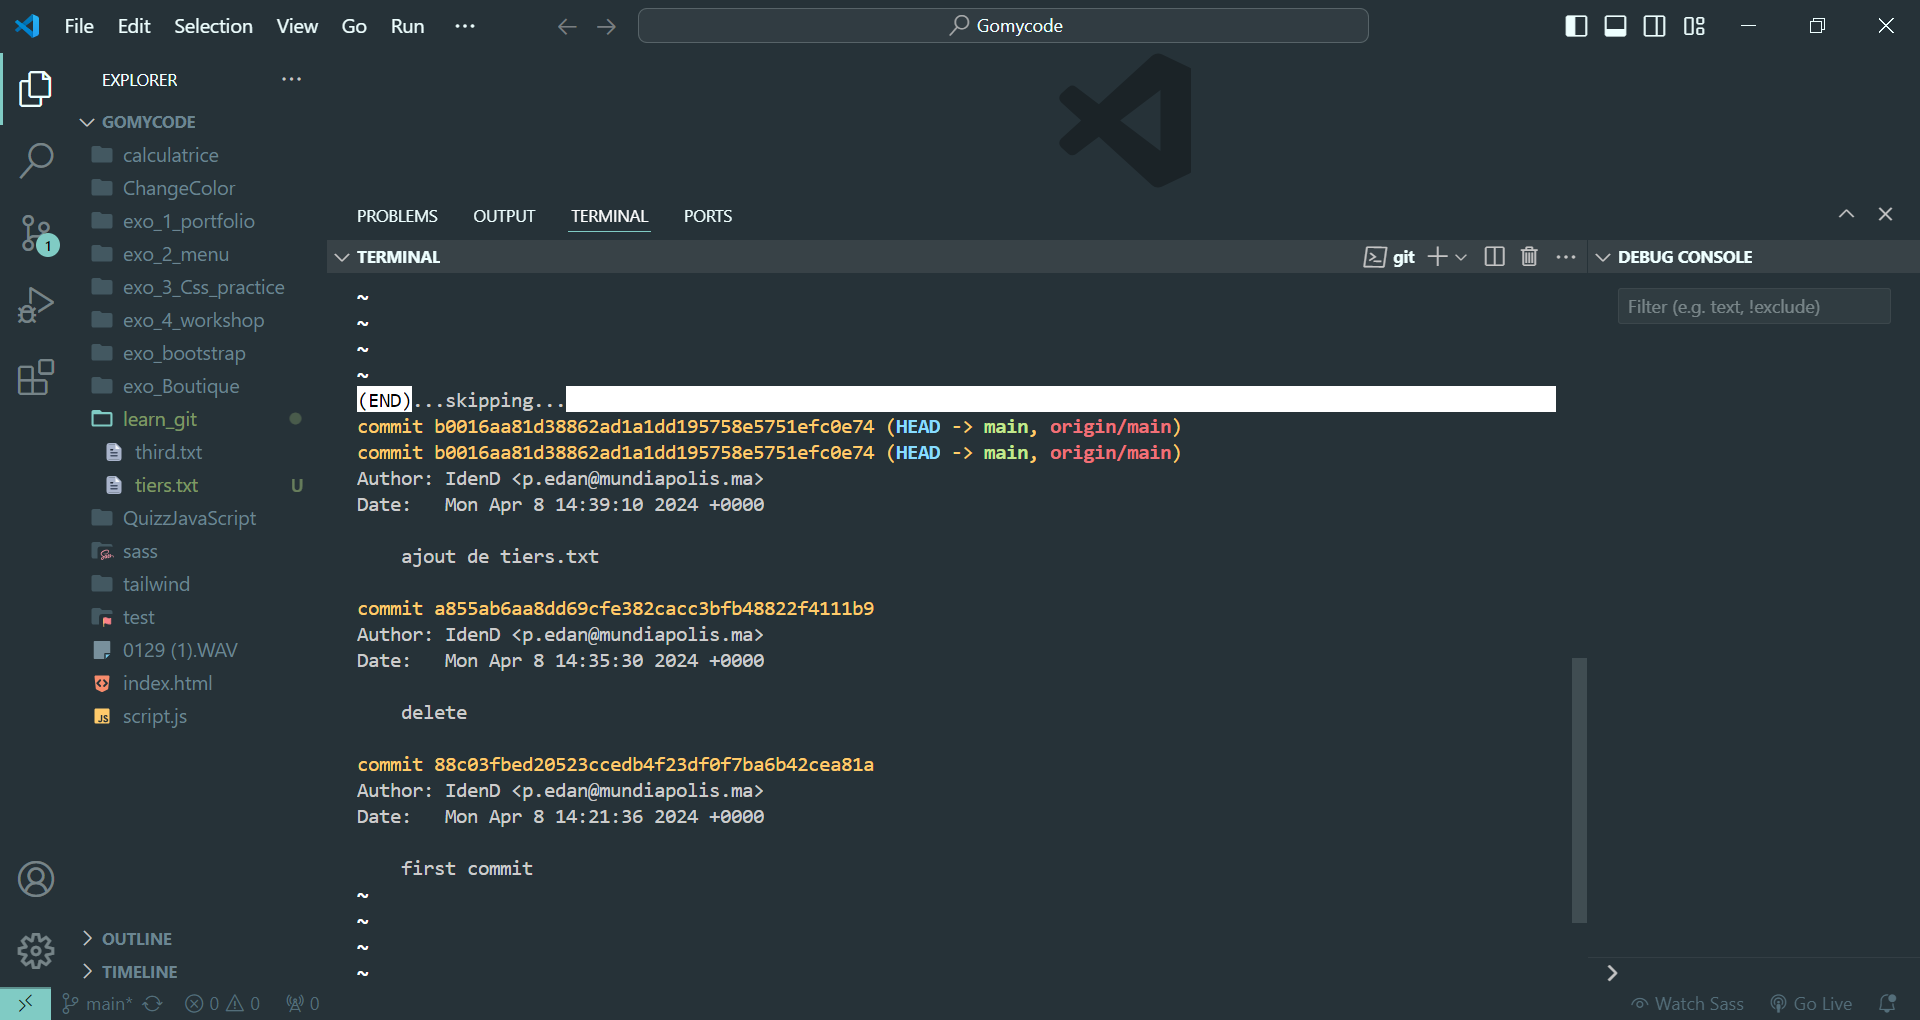 File Edit Selection View Go Run ···
Gomycode
EXPLORER ···
GOMYCODE
calculatrice
ChangeColor
exo_1_portfolio
exo_2_menu
exo_3_Css_practice
exo_4_workshop
exo_bootstrap
exo_Boutique
learn_git
third.txt
tiers.txt U
QuizzJavaScript
sass
tailwind
test
0129 (1).WAV
index.html
JS script.js
1
OUTLINE
TIMELINE
PROBLEMS OUTPUT TERMINAL PORTS
TERMINAL git ···
~
~
~
~
(END)...skipping...
commit b0016aa81d38862ad1a1dd195758e5751efc0e74 (HEAD -> main, origin/main)
commit b0016aa81d38862ad1a1dd195758e5751efc0e74 (HEAD -> main, origin/main)
Author: IdenD <p.edan@mundiapolis.ma>
Date:   Mon Apr 8 14:39:10 2024 +0000
    ajout de tiers.txt
commit a855ab6aa8dd69cfe382cacc3bfb48822f4111b9
Author: IdenD <p.edan@mundiapolis.ma>
Date:   Mon Apr 8 14:35:30 2024 +0000
    delete
commit 88c03fbed20523ccedb4f23df0f7ba6b42cea81a
Author: IdenD <p.edan@mundiapolis.ma>
Date:   Mon Apr 8 14:21:36 2024 +0000
    first commit
~
~
~
~
DEBUG CONSOLE
Filter (e.g. text, !exclude)
main* 0 0 0 Watch Sass Go Live